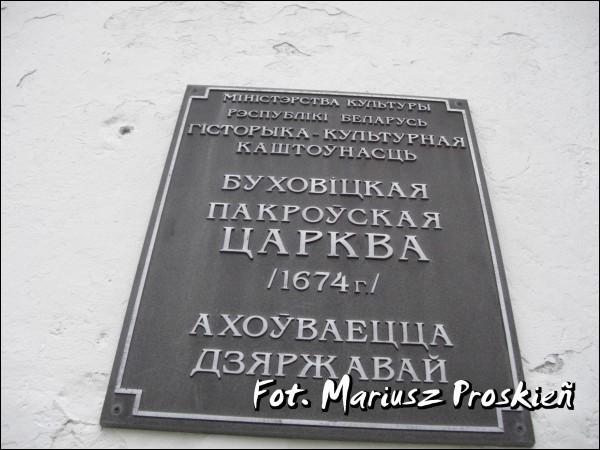 МІНІСТЭРСТВА КУЛЬТУРЫ
РЭСПУБЛІКІ БЕЛАРУСЬ
ГІСТОРЫКА-КУЛЬТУРНАЯ
КАШТОЎНАСЦЬ
БУХОВІЦКАЯ
ПАКРОЎСКАЯ
ЦАРКВА
/1674 г./
АХОЎВАЕЦЦА
ДЗЯРЖАВАЙ
Fot. Mariusz Proskień